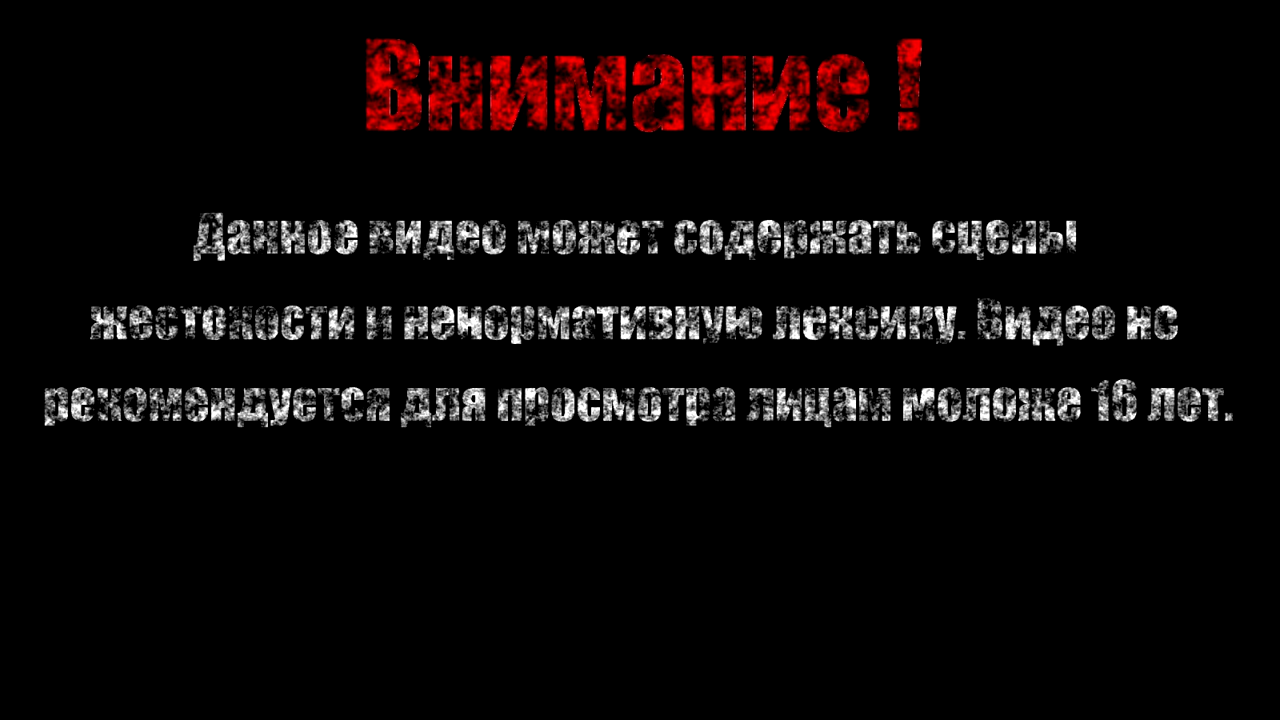 Внимание !
Данное видео может содержать сцены
жестокости и ненормативную лексику. Видео не
рекомендуется для просмотра лицам моложе 16 лет.